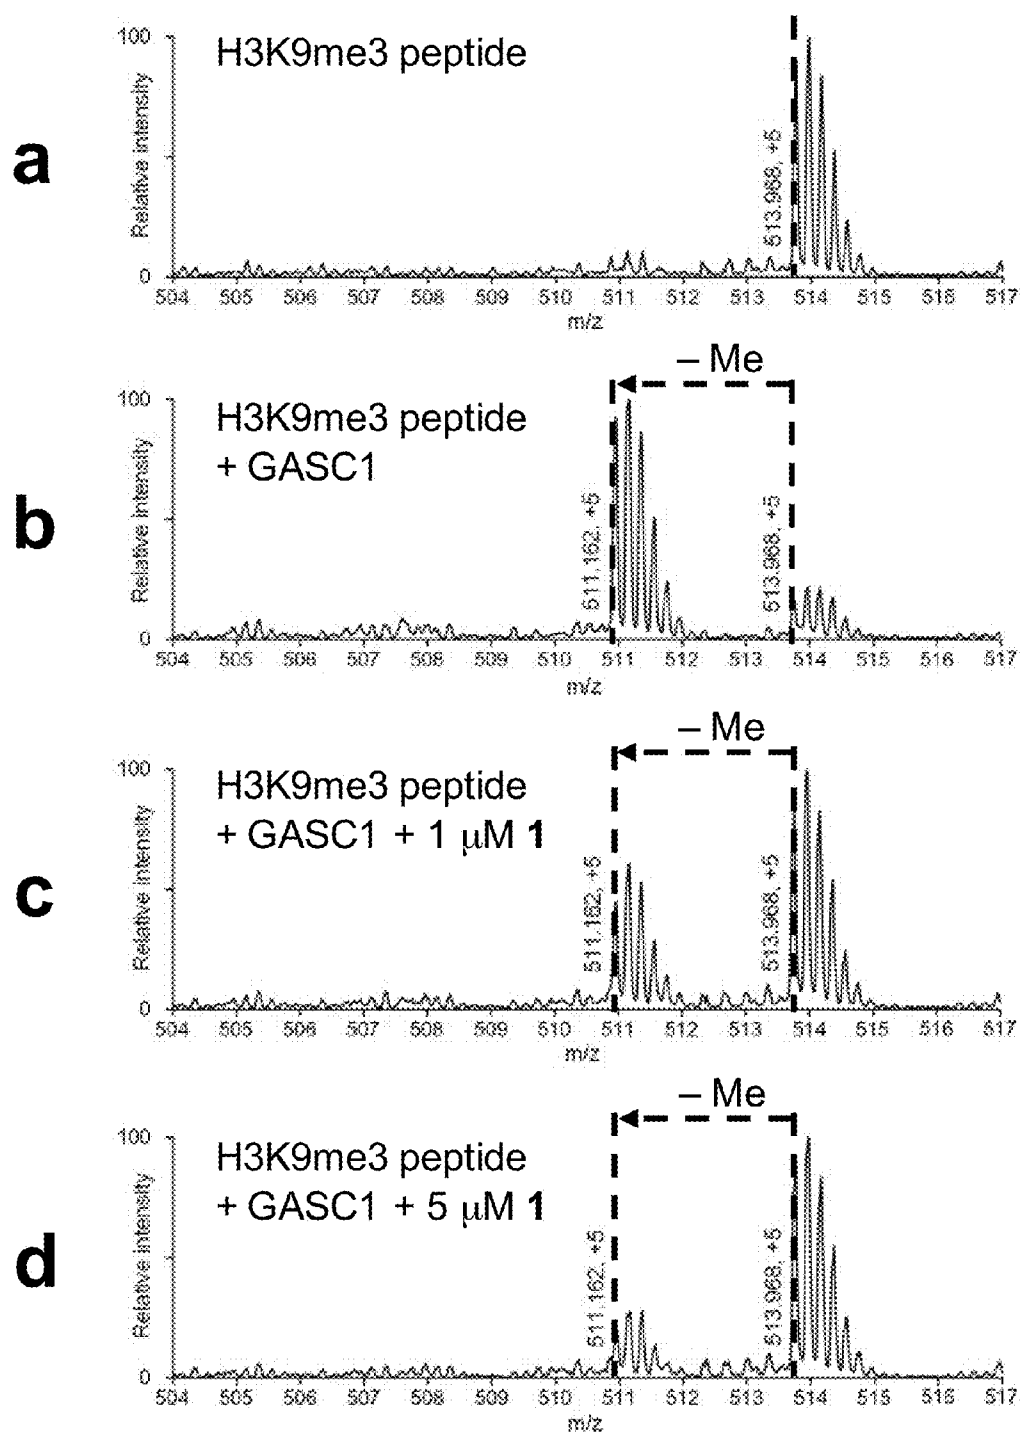 a
H3K9me3 peptide
100
Relative intensity
0
513.968, +5
504 505 506 507 508 509 510 511 512 513 514 515 516 517
m/z
b
– Me
H3K9me3 peptide
+ GASC1
100
Relative intensity
0
511.162, +5
513.968, +5
504 505 506 507 508 509 510 511 512 513 514 515 516 517
m/z
c
– Me
H3K9me3 peptide
+ GASC1 + 1 μM 1
100
Relative intensity
0
511.162, +5
513.968, +5
504 505 506 507 508 509 510 511 512 513 514 515 516 517
m/z
d
– Me
H3K9me3 peptide
+ GASC1 + 5 μM 1
100
Relative intensity
0
511.162, +5
513.968, +5
504 505 506 507 508 509 510 511 512 513 514 515 516 517
m/z